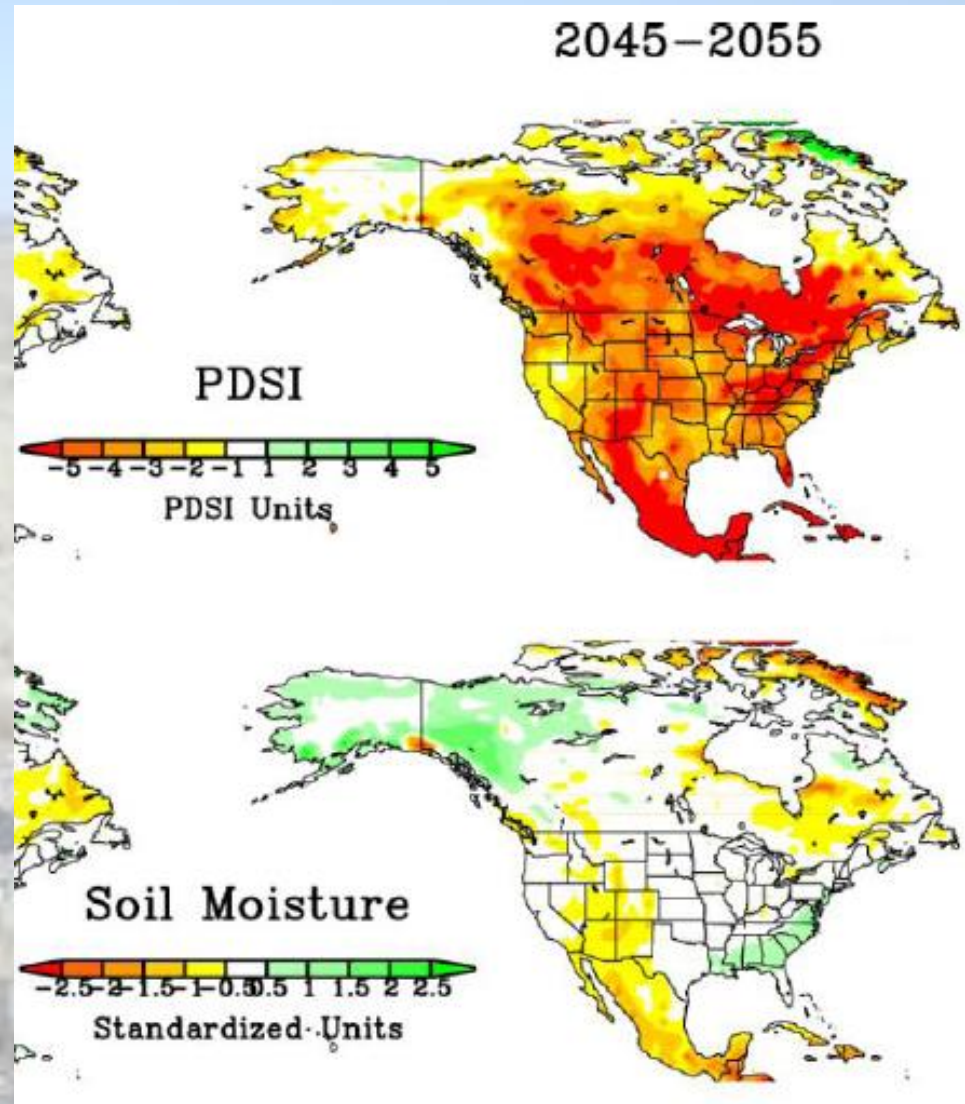 2045-2055
PDSI
-5 -4 -3 -2 -1 1 2 3 4 5
PDSI Units
Soil Moisture
-2.5 -2 -1.5 -1 -0.5 0.5 1 1.5 2 2.5
Standardized Units